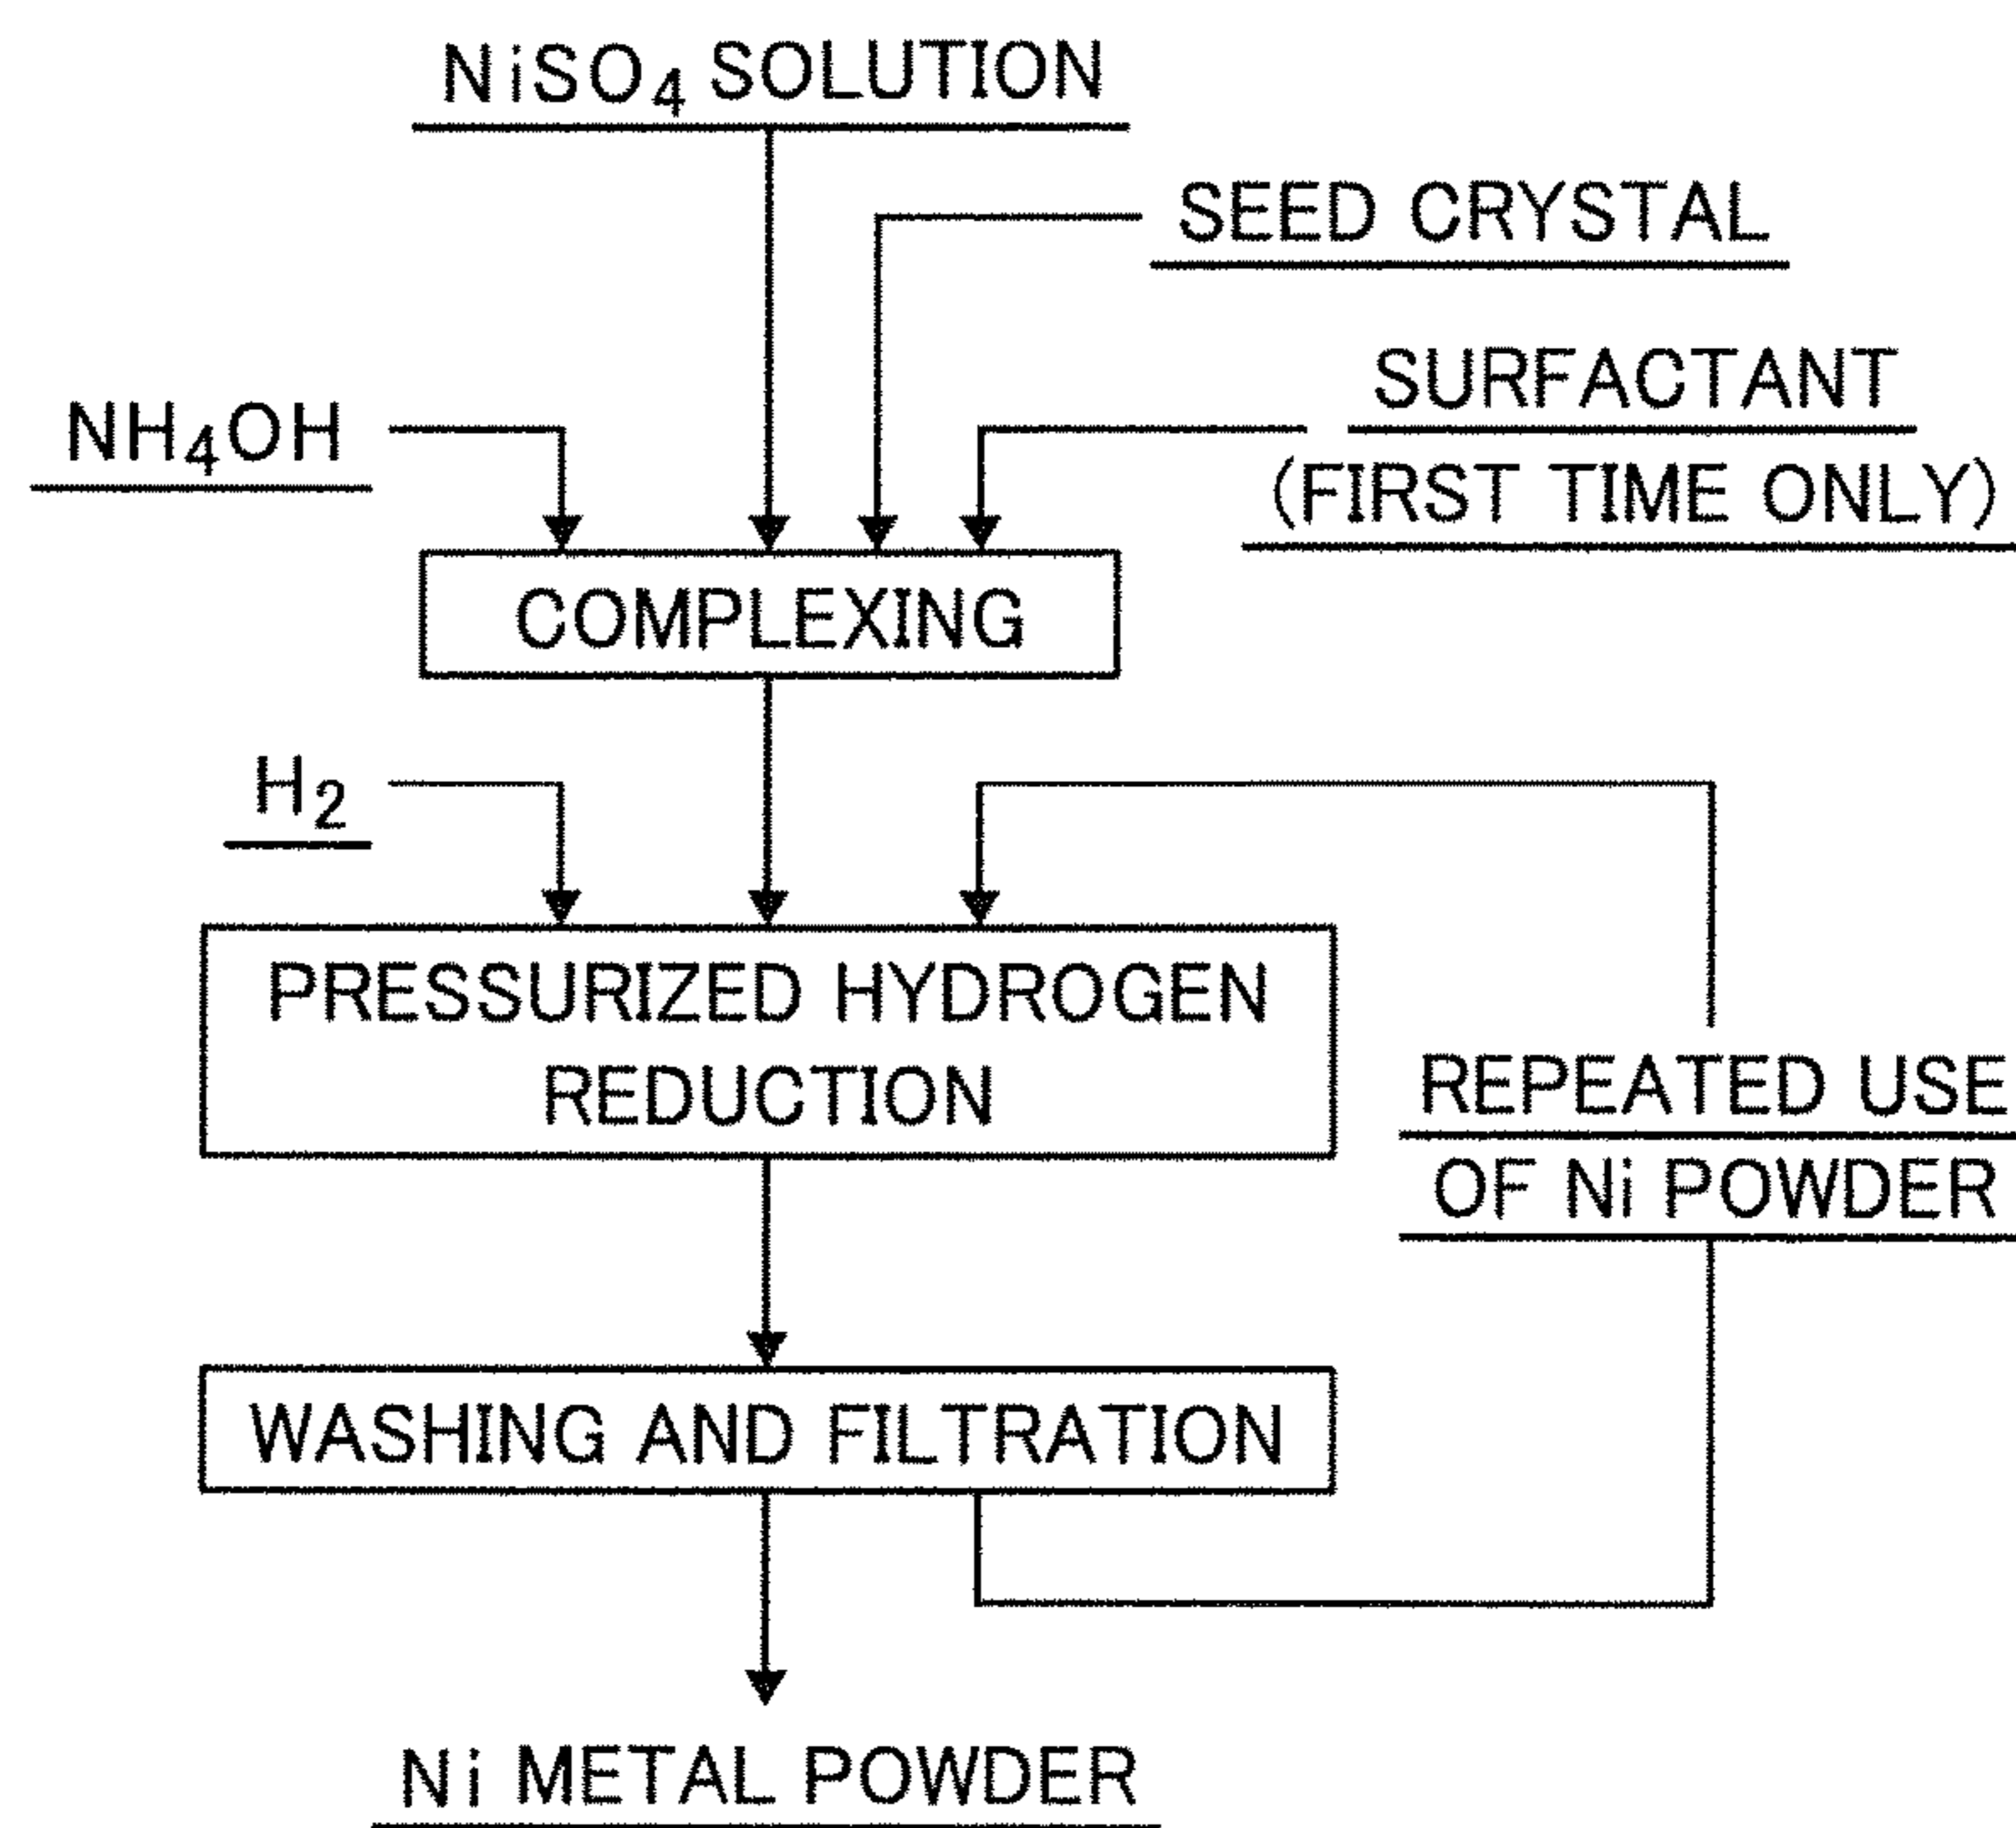 NiSO₄ SOLUTION
SEED CRYSTAL
SURFACTANT
(FIRST TIME ONLY)
NH₄OH
COMPLEXING
H₂
PRESSURIZED HYDROGEN
REDUCTION
REPEATED USE
OF Ni POWDER
WASHING AND FILTRATION
Ni METAL POWDER